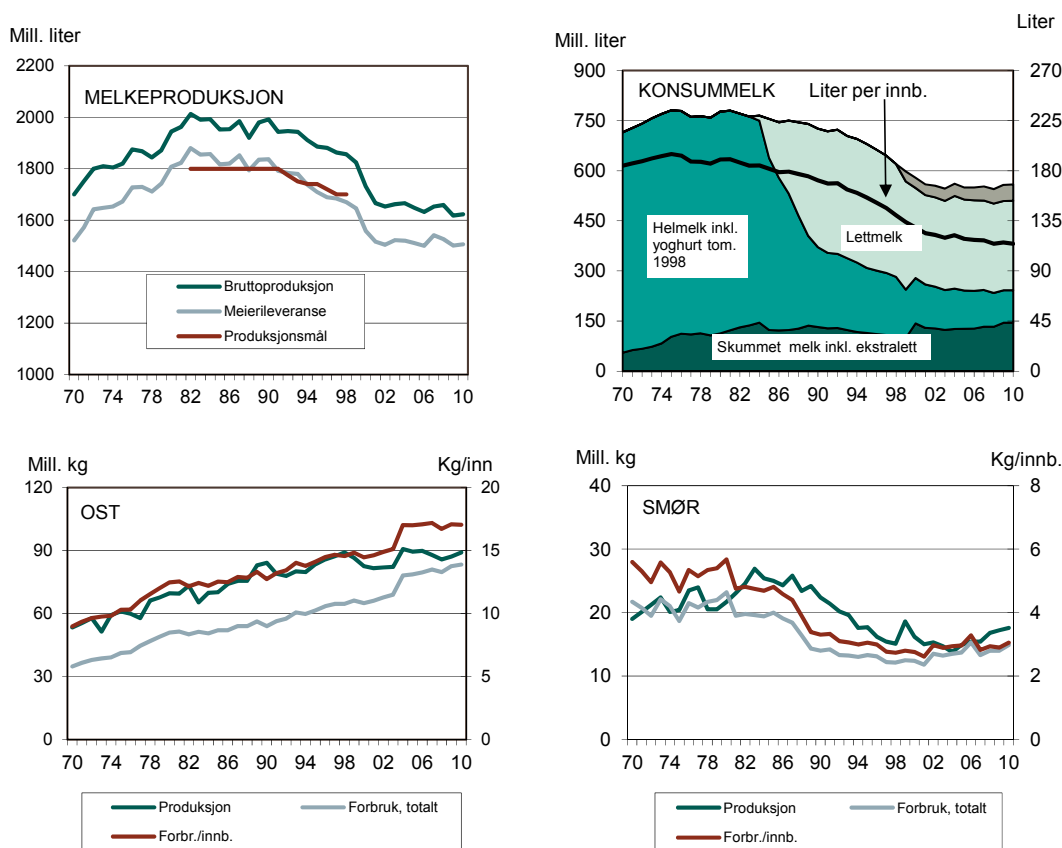 Mill. liter
2200
2000
1800
1600
1400
1200
1000
MELKEPRODUKSJON
Bruttoproduksjon
Meierileveranse
Produksjonsmål
70 74 78 82 86 90 94 98 02 06 10
Mill. liter
Liter
900
750
600
450
300
150
0
270
225
180
135
90
45
0
KONSUMMELK
Liter per innb.
Helmelk inkl.
yoghurt tom.
1998
Lettmelk
Skummet melk inkl. ekstralett
70 74 78 82 86 90 94 98 02 06 10
Mill. kg
Kg/inn
120
90
60
30
0
20
15
10
5
0
OST
70 74 78 82 86 90 94 98 02 06 10
Produksjon
Forbruk, totalt
Forbr./innb.
Mill. kg
Kg/innb.
40
30
20
10
0
8
6
4
2
0
SMØR
70 74 78 82 86 90 94 98 02 06 10
Produksjon
Forbruk, totalt
Forbr./innb.